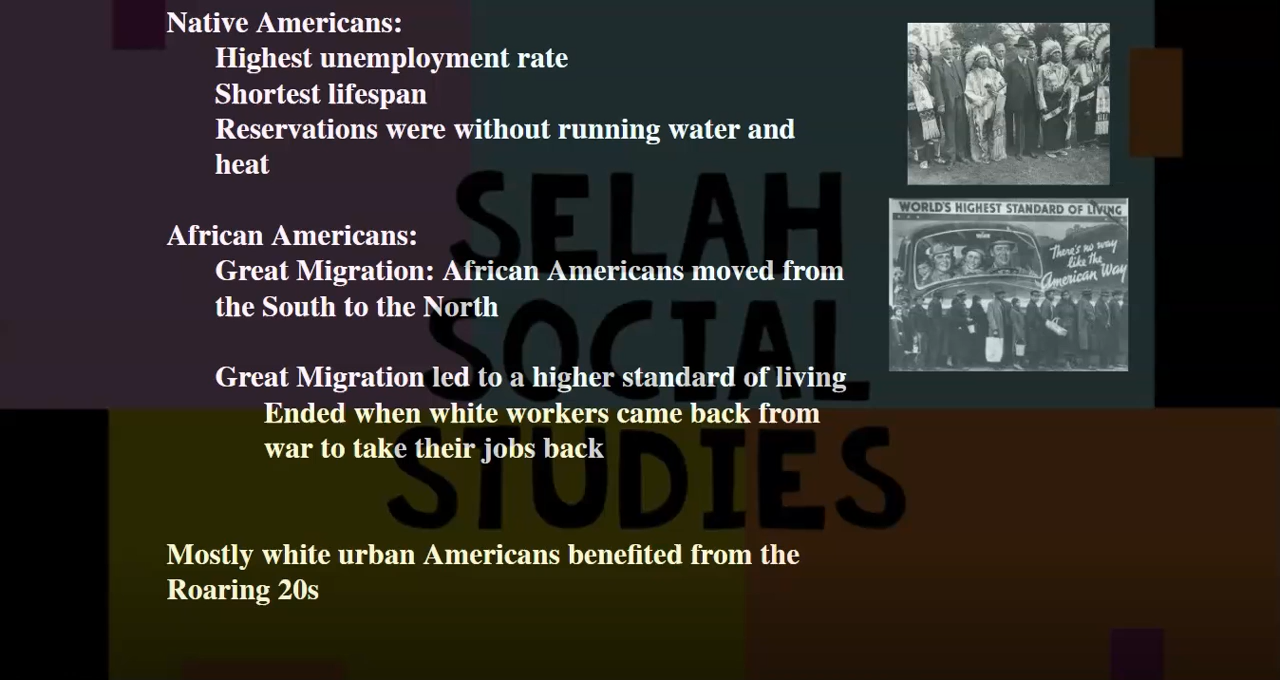 Native Americans:
Highest unemployment rate
Shortest lifespan
Reservations were without running water and
heat
African Americans:
Great Migration: African Americans moved from
the South to the North
Great Migration led to a higher standard of living
Ended when white workers came back from
war to take their jobs back
Mostly white urban Americans benefited from the
Roaring 20s
WORLD'S HIGHEST STANDARD OF LIVING
There's no way
like the
American Way
SELAH
SOCIAL
STUDIES